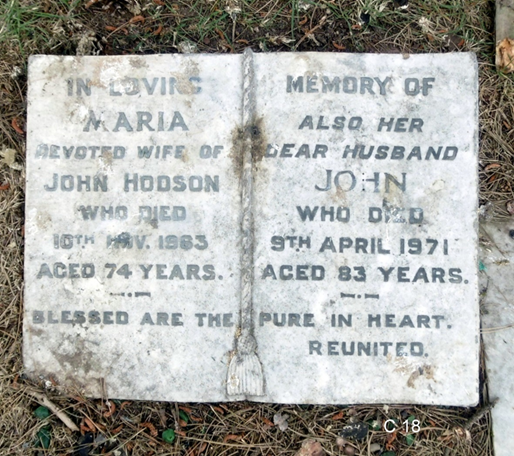 IN LOVING
MARIA
DEVOTED WIFE OF
JOHN HODSON
WHO DIED
16TH NOV. 1963
AGED 74 YEARS.
BLESSED ARE THE
MEMORY OF
ALSO HER
DEAR HUSBAND
JOHN
WHO DIED
9TH APRIL 1971
AGED 83 YEARS.
PURE IN HEART.
REUNITED.
C 18